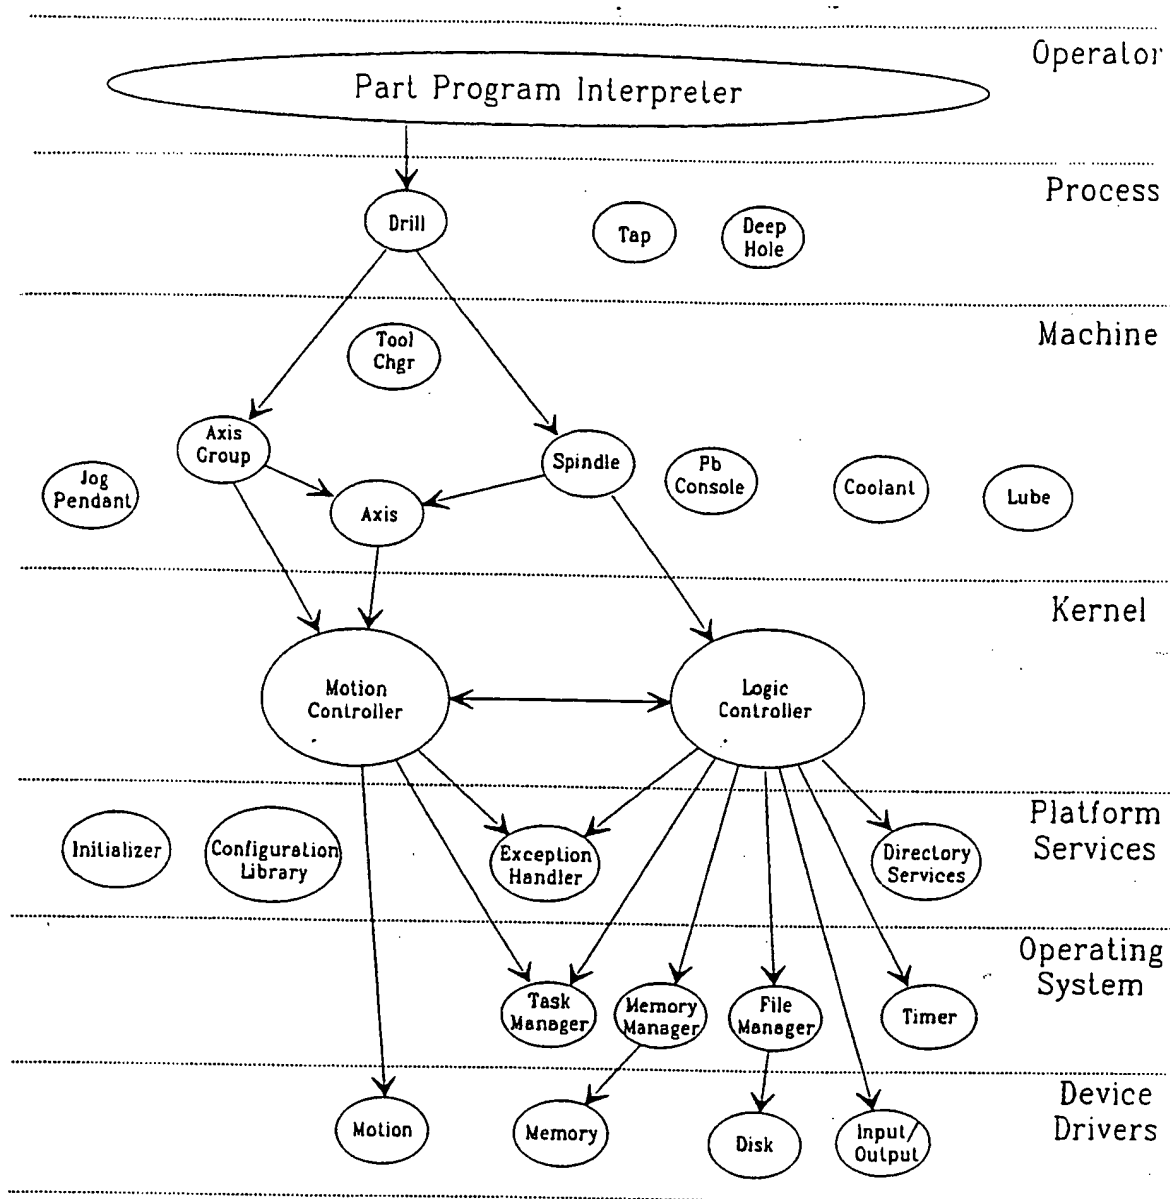 Operator
Part Program Interpreter
Process
Drill
Tap
Deep
Hole
Machine
Tool
Chgr
Axis
Group
Spindle
Pb
Console
Jog
Pendant
Coolant
Lube
Axis
Kernel
Motion
Controller
Logic
Controller
Platform
Services
Initializer
Configuration
Library
Exception
Handler
Directory
Services
Operating
System
Task
Manager
Memory
Manager
File
Manager
Timer
Device
Drivers
Motion
Memory
Disk
Input/
Output